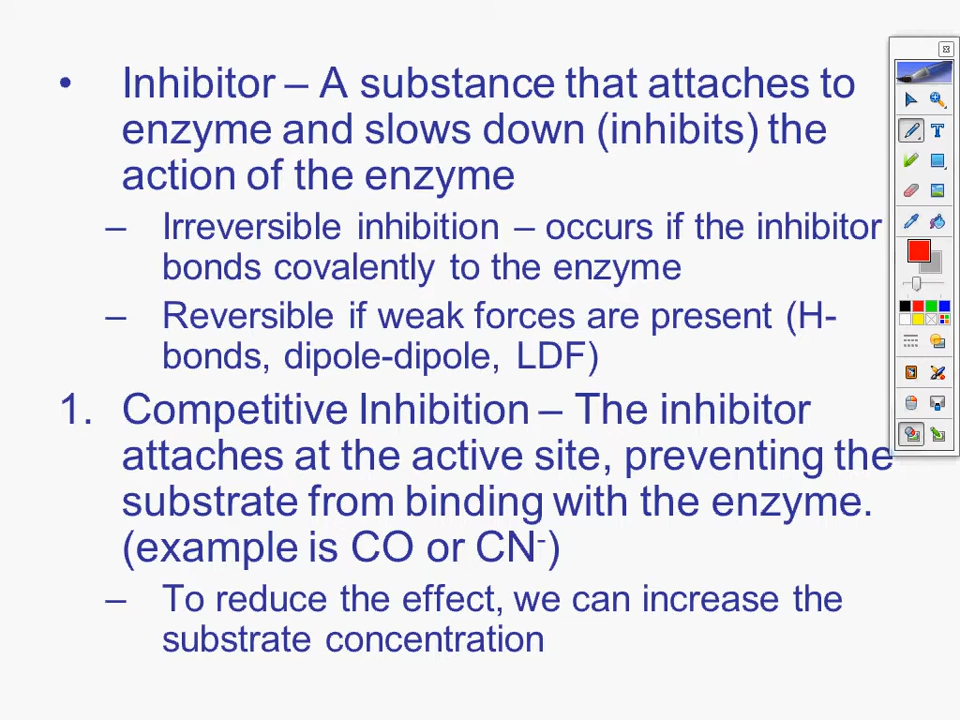 • Inhibitor – A substance that attaches to
enzyme and slows down (inhibits) the
action of the enzyme
– Irreversible inhibition – occurs if the inhibitor
bonds covalently to the enzyme
– Reversible if weak forces are present (H-
bonds, dipole-dipole, LDF)
1. Competitive Inhibition – The inhibitor
attaches at the active site, preventing the
substrate from binding with the enzyme.
(example is CO or CN⁻)
– To reduce the effect, we can increase the
substrate concentration
T